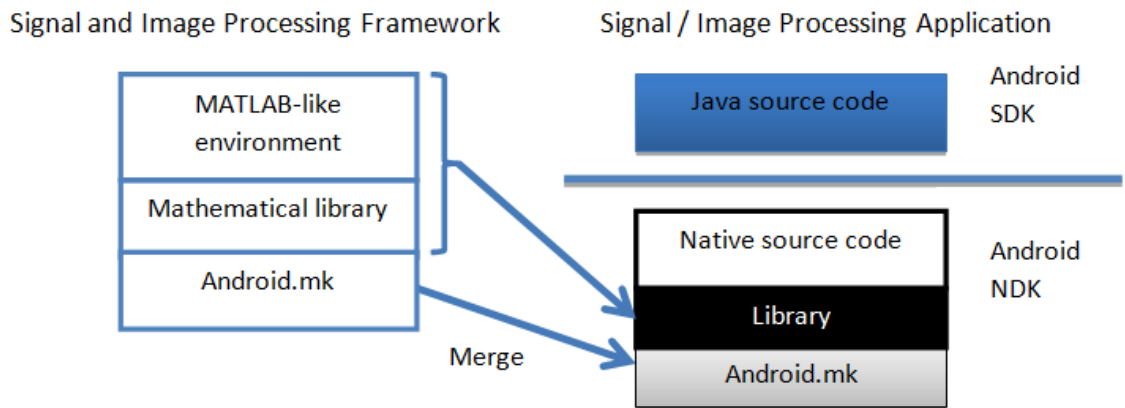 Signal and Image Processing Framework
Signal / Image Processing Application
MATLAB-like
environment
Mathematical library
Android.mk
Merge
Java source code
Android
SDK
Native source code
Android
NDK
Library
Android.mk